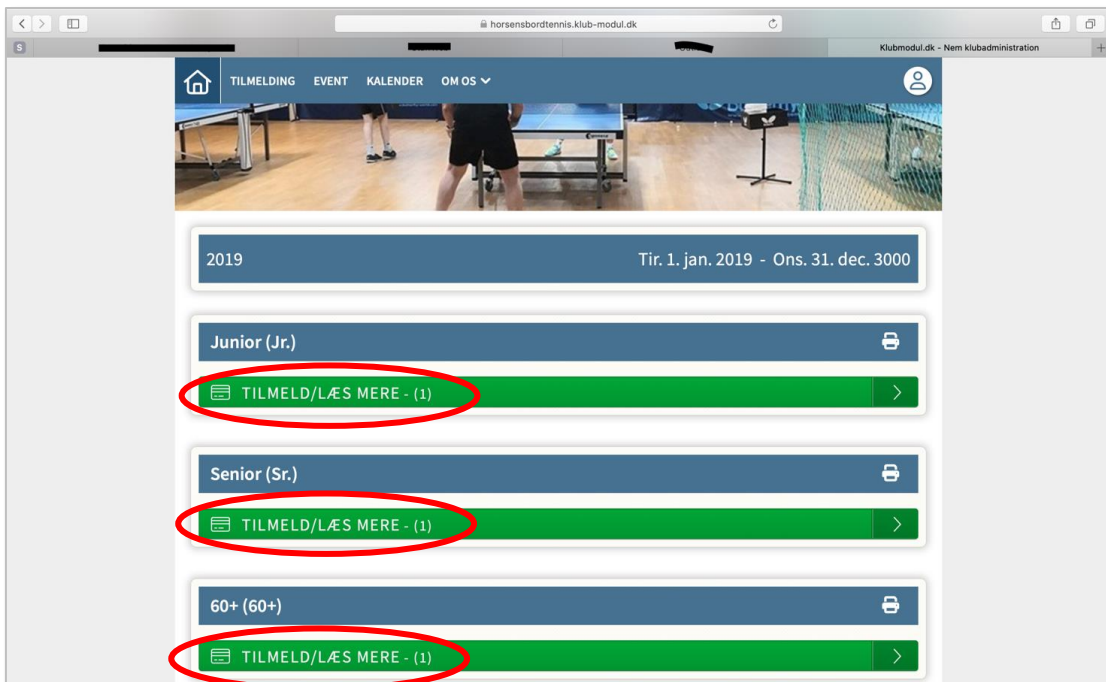 horsensbordtennis.klub-modul.dk
S
Klubmodul.dk - Nem klubadministration
TILMELDING EVENT KALENDER OM OS
2019 Tir. 1. jan. 2019 - Ons. 31. dec. 3000
Junior (Jr.)
TILMELD/LÆS MERE - (1)
Senior (Sr.)
TILMELD/LÆS MERE - (1)
60+ (60+)
TILMELD/LÆS MERE - (1)